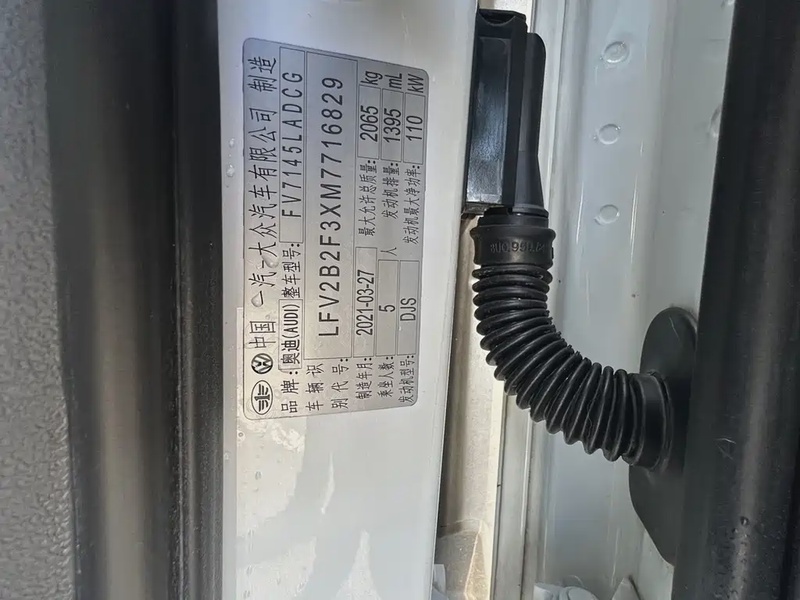 中国 一汽-大众汽车有限公司 制造
品牌:奥迪(AUDI) 整车型号:FV7145LADCG
车辆识别代号: LFV2B2F3XM7716829
制造年月: 2021-03-27 最大允许总质量: 2065 kg
乘坐人数: 5 人 发动机排量: 1395 mL
发动机型号: DJS 发动机最大净功率: 110 kW